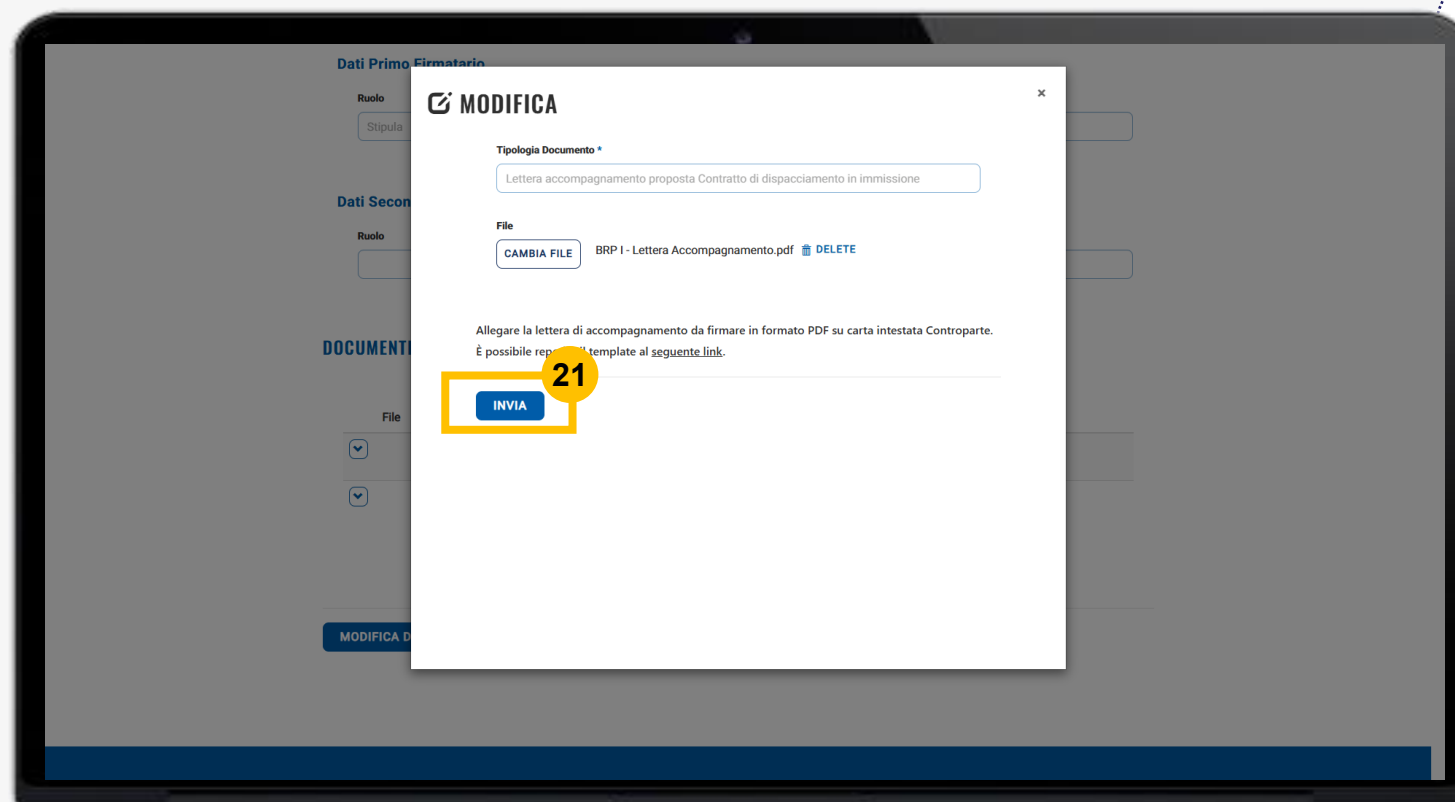 Dati Primo Firmatario
Ruolo
Stipula
Dati Secon
Ruolo
DOCUMENTI
File
MODIFICA D
MODIFICA
×
Tipologia Documento *
Lettera accompagnamento proposta Contratto di dispacciamento in immissione
File
CAMBIA FILE BRP I - Lettera Accompagnamento.pdf DELETE
Allegare la lettera di accompagnamento da firmare in formato PDF su carta intestata Controparte.
È possibile il template al seguente link.
21
INVIA